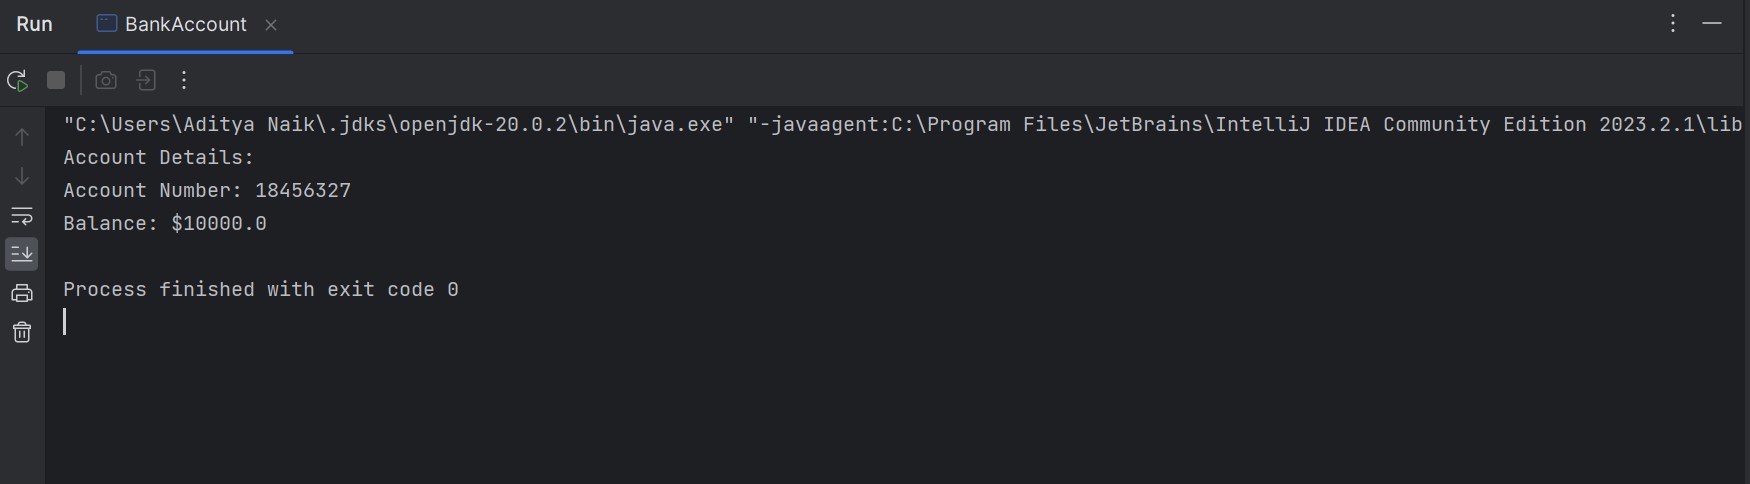 Run BankAccount
"C:\Users\Aditya Naik\.jdks\openjdk-20.0.2\bin\java.exe" "-javaagent:C:\Program Files\JetBrains\IntelliJ IDEA Community Edition 2023.2.1\lib
Account Details:
Account Number: 18456327
Balance: $10000.0
Process finished with exit code 0